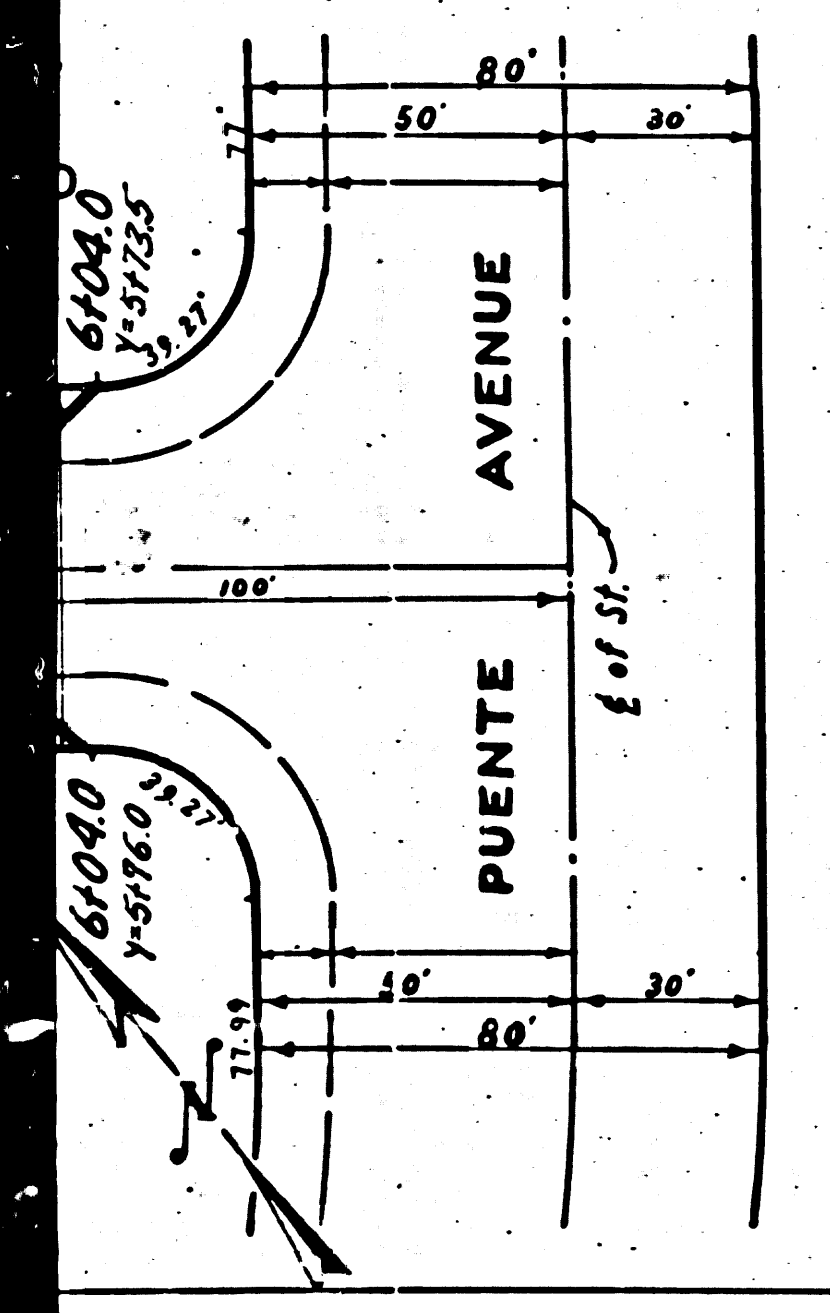 80'
50'
30'
77.
6+04.0
y=5+73.5
39.27'
AVENUE
100'
℄ of St.
PUENTE
39.27'
6+04.0
y=5+96.0
50'
30'
77.99
80'
N